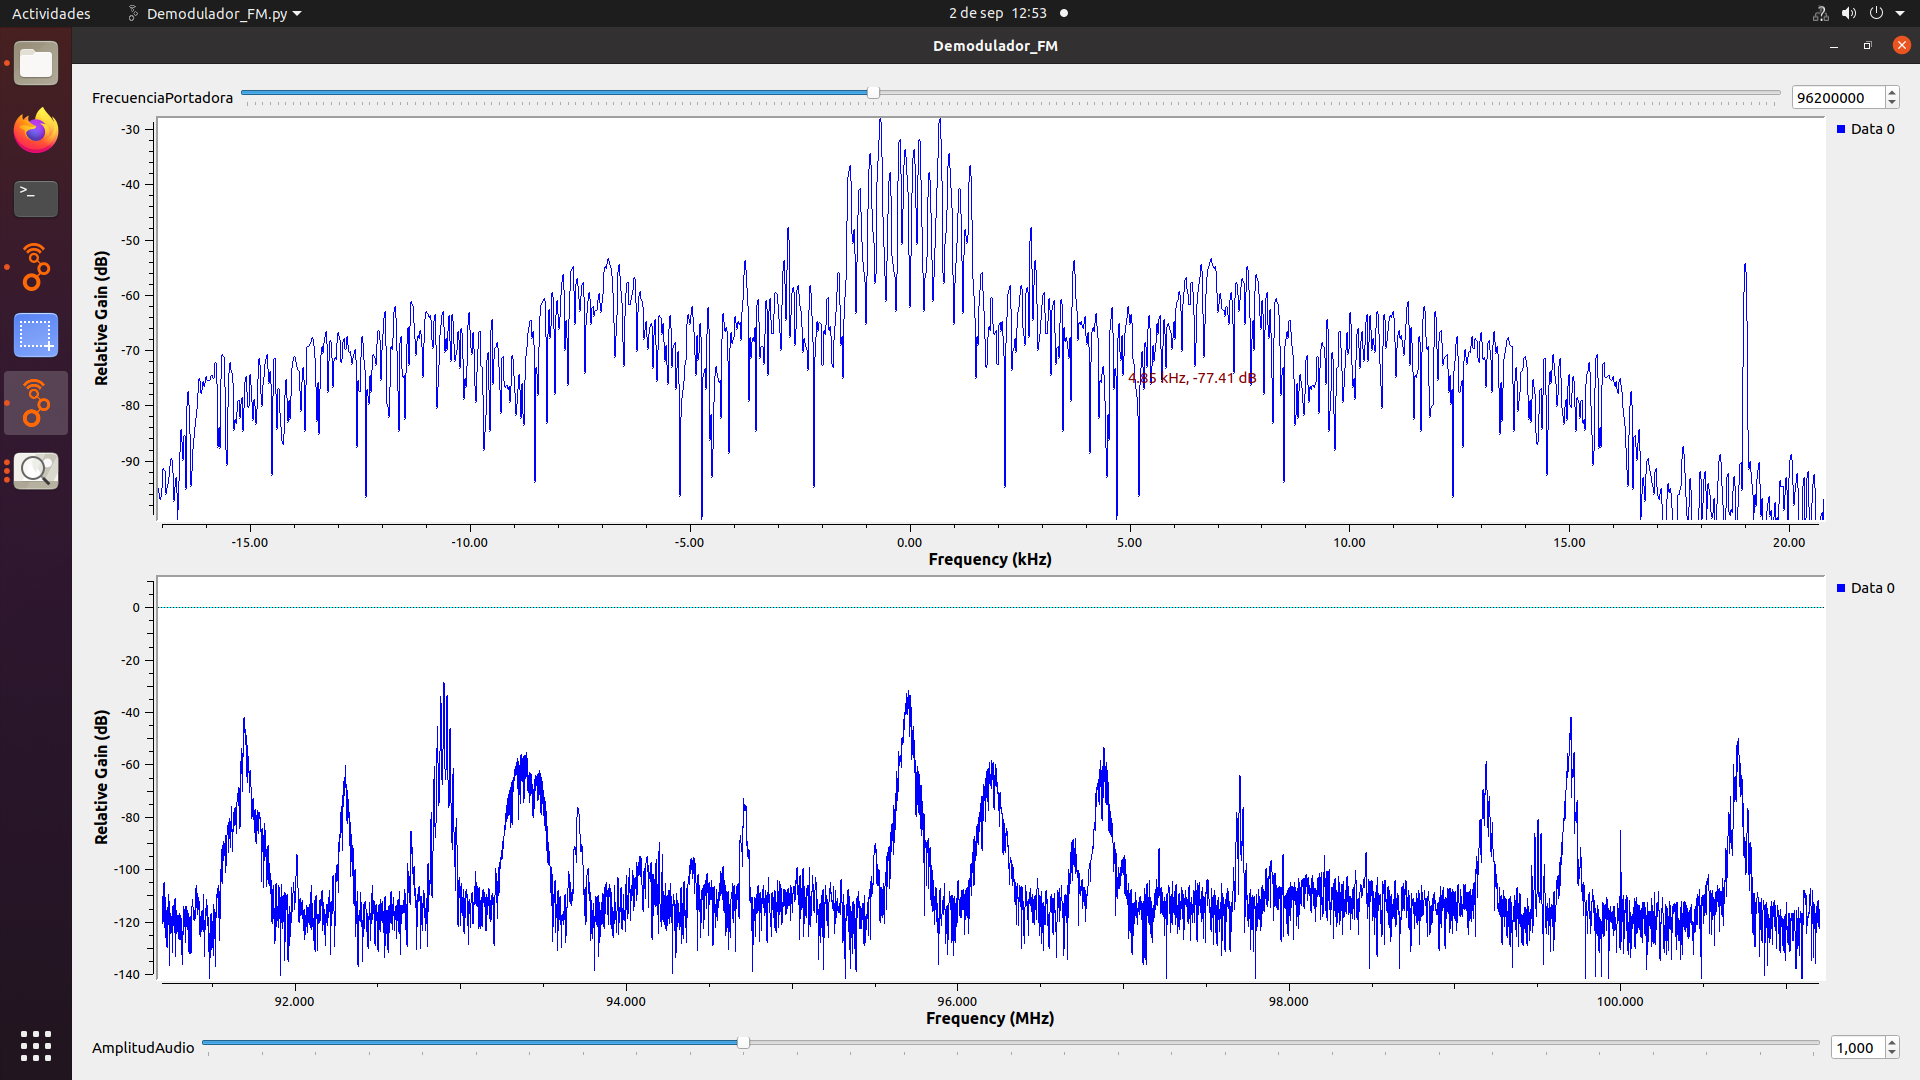 Actividades
Demodulador_FM.py
2 de sep 12:53
Demodulador_FM
FrecuenciaPortadora
96200000
Data 0
-30
-40
-50
-60
-70
-80
-90
Relative Gain (dB)
4.85 kHz, -77.41 dB
-15.00 -10.00 -5.00 0.00 5.00 10.00 15.00 20.00
Frequency (kHz)
Data 0
0
-20
-40
-60
-80
-100
-120
-140
Relative Gain (dB)
92.000 94.000 96.000 98.000 100.000
Frequency (MHz)
AmplitudAudio
1,000